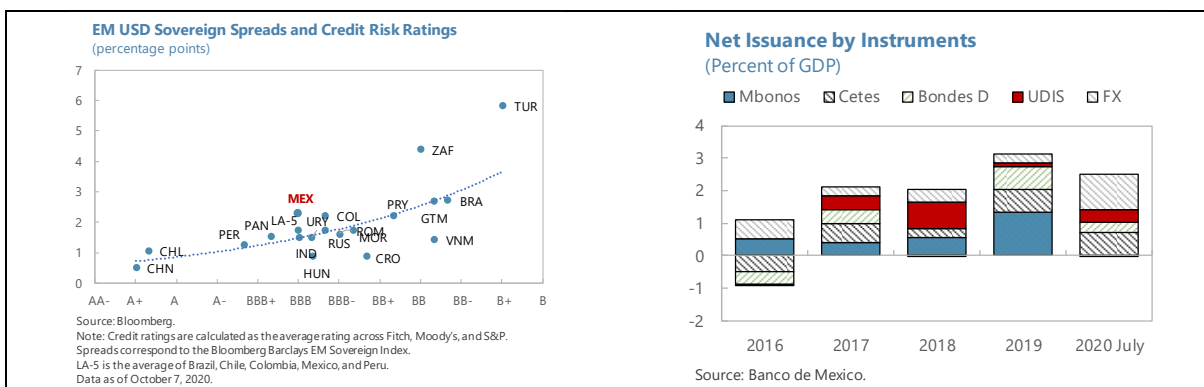 EM USD Sovereign Spreads and Credit Risk Ratings
(percentage points)
7
6
5
4
3
2
1
0
TUR
ZAF
MEX
BRA
GTM
PRY
COL
LA-5
URY
PAN
PER
ROM
MOR
RUS
VNM
IND
HUN
CRO
CHL
CHN
AA- A+ A A- BBB+ BBB BBB- BB+ BB BB- B+ B
Source: Bloomberg.
Note: Credit ratings are calculated as the average rating across Fitch, Moody's, and S&P.
Spreads correspond to the Bloomberg Barclays EM Sovereign Index.
LA-5 is the average of Brazil, Chile, Colombia, Mexico, and Peru.
Data as of October 7, 2020.
Net Issuance by Instruments
(Percent of GDP)
Mbonos Cetes Bondes D UDIS FX
4
3
2
1
0
-1
-2
2016 2017 2018 2019 2020 July
Source: Banco de Mexico.